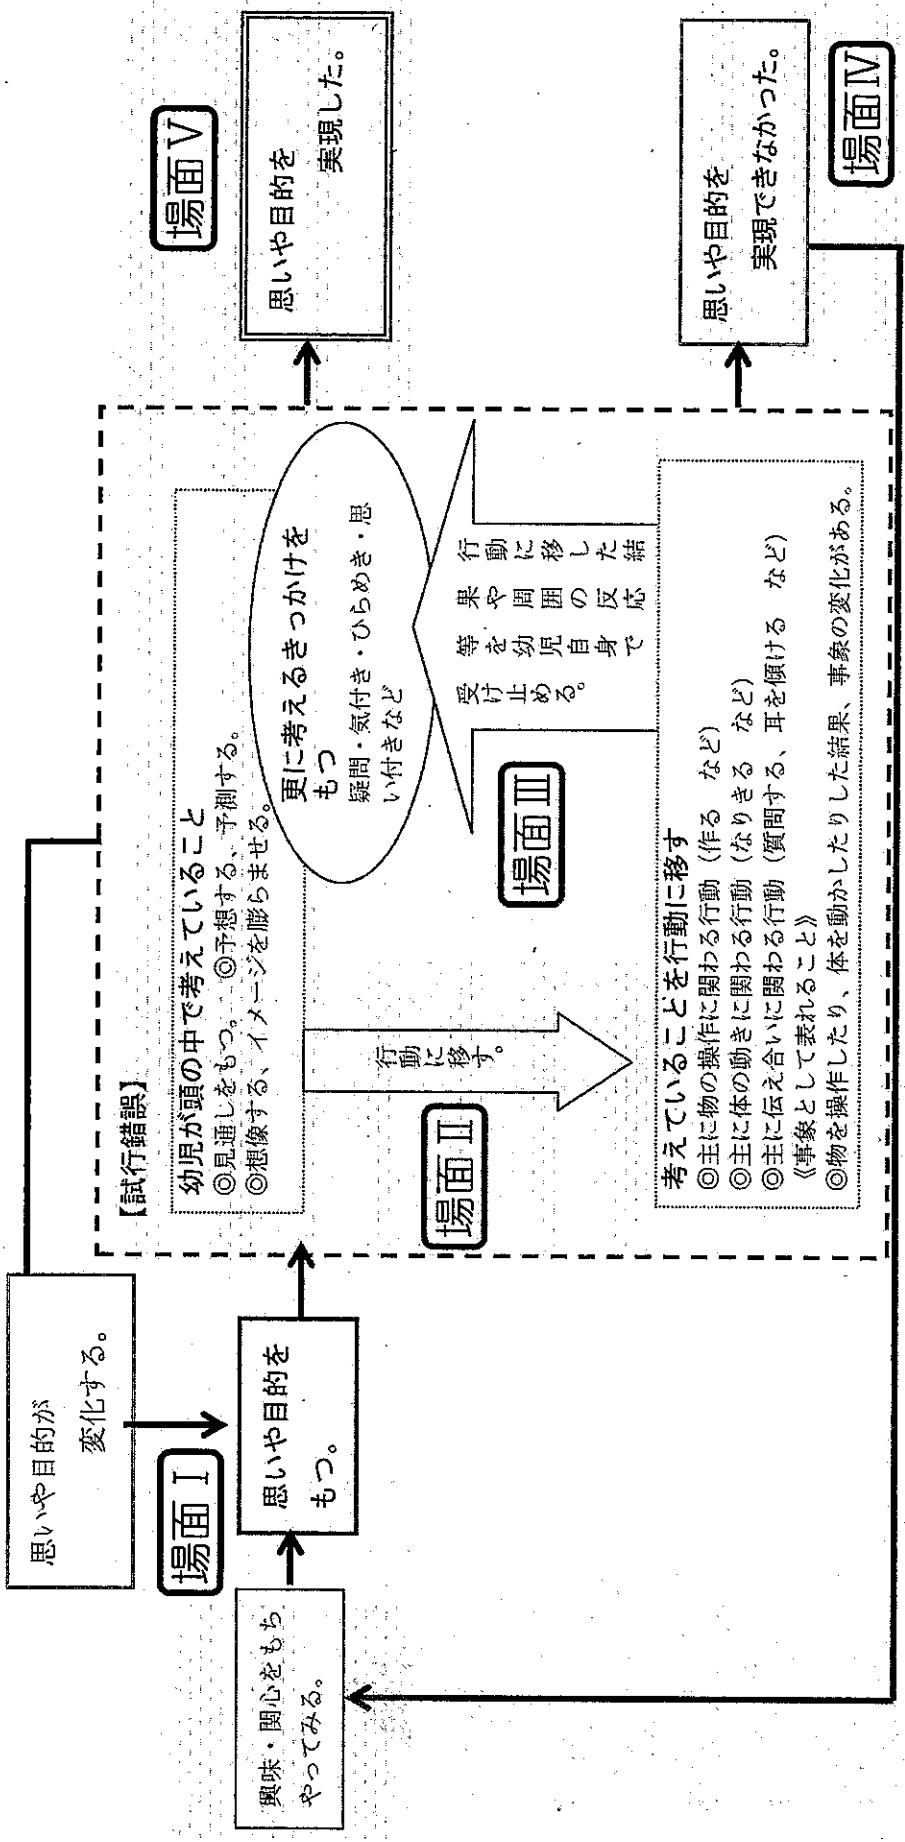 思いや目的が
変化する。
場面Ⅰ
興味・関心をもち
やってみる。
思いや目的を
もつ。
【試行錯誤】
幼児が頭の中で考えていること
◎見通しをもつ。　◎予想する、予測する。
◎想像する、イメージを膨らませる。
更に考えるきっかけを
もつ
疑問・気付き・ひらめき・思
い付きなど
場面Ⅱ
行動に移す。
場面Ⅲ
行動に移した結
果や周囲の反応
等を幼児自身で
受け止める。
考えていることを行動に移す
◎主に物の操作に関わる行動（作る　など）
◎主に体の動きに関わる行動（なりきる　など）
◎主に伝え合いに関わる行動（質問する、耳を傾ける　など）
《事象として表れること》
◎物を操作したり、体を動かしたりした結果、事象の変化がある。
場面Ⅴ
思いや目的を
実現した。
思いや目的を
実現できなかった。
場面Ⅳ